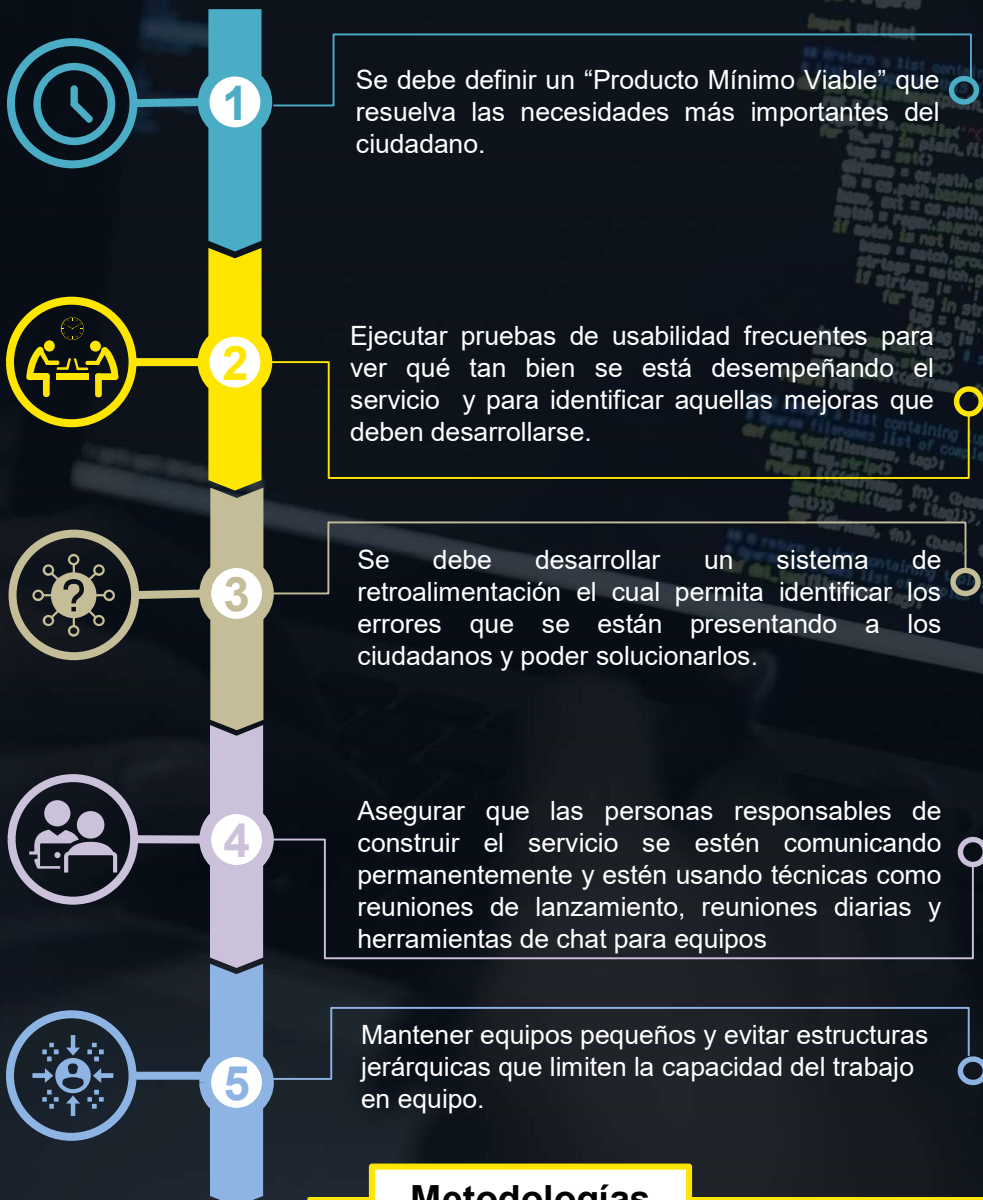 import unittest
1
Se debe definir un “Producto Mínimo Viable” que
resuelva las necesidades más importantes del
ciudadano.
2
Ejecutar pruebas de usabilidad frecuentes para
ver qué tan bien se está desempeñando el
servicio y para identificar aquellas mejoras que
deben desarrollarse.
3
Se debe desarrollar un sistema de
retroalimentación el cual permita identificar los
errores que se están presentando a los
ciudadanos y poder solucionarlos.
4
Asegurar que las personas responsables de
construir el servicio se estén comunicando
permanentemente y estén usando técnicas como
reuniones de lanzamiento, reuniones diarias y
herramientas de chat para equipos
5
Mantener equipos pequeños y evitar estructuras
jerárquicas que limiten la capacidad del trabajo
en equipo.
Metodologías